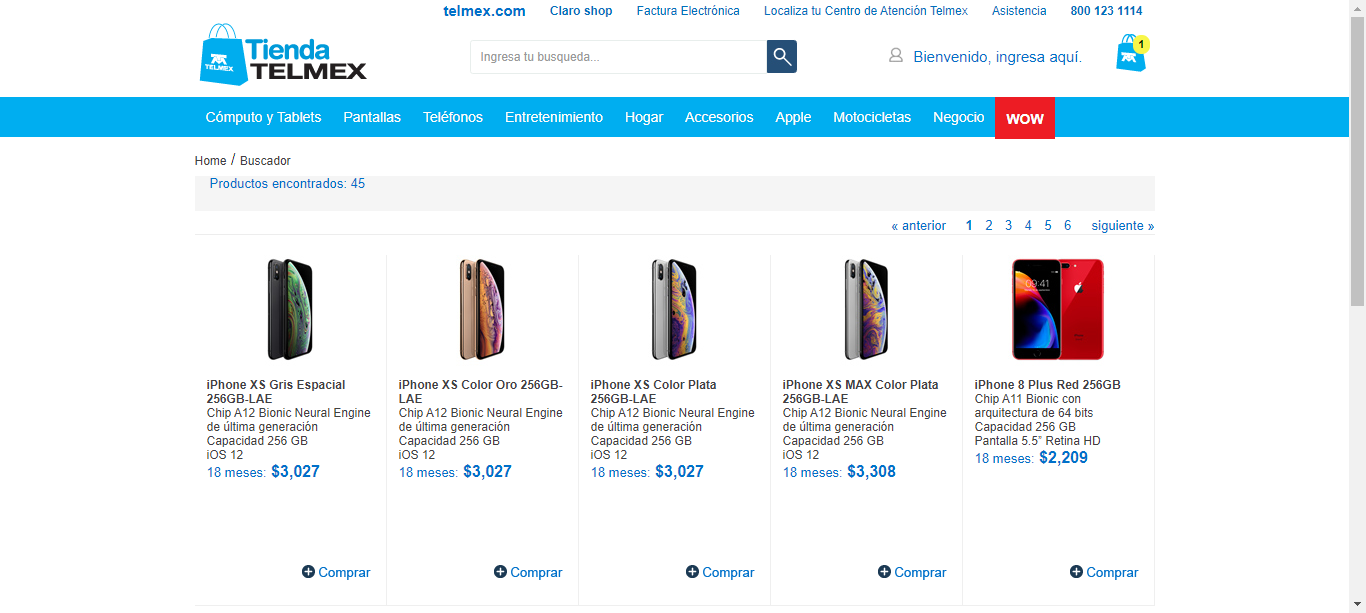 telmex.com Claro shop Factura Electrónica Localiza tu Centro de Atención Telmex Asistencia 800 123 1114
Tienda
TELMEX
TELMEX
Ingresa tu busqueda...
Bienvenido, ingresa aquí.
1
Cómputo y Tablets Pantallas Teléfonos Entretenimiento Hogar Accesorios Apple Motocicletas Negocio WOW
Home / Buscador
Productos encontrados: 45
« anterior 1 2 3 4 5 6 siguiente »
iPhone XS Gris Espacial
256GB-LAE
Chip A12 Bionic Neural Engine
de última generación
Capacidad 256 GB
iOS 12
18 meses: $3,027
Comprar
iPhone XS Color Oro 256GB-
LAE
Chip A12 Bionic Neural Engine
de última generación
Capacidad 256 GB
iOS 12
18 meses: $3,027
Comprar
iPhone XS Color Plata
256GB-LAE
Chip A12 Bionic Neural Engine
de última generación
Capacidad 256 GB
iOS 12
18 meses: $3,027
Comprar
iPhone XS MAX Color Plata
256GB-LAE
Chip A12 Bionic Neural Engine
de última generación
Capacidad 256 GB
iOS 12
18 meses: $3,308
Comprar
09:41
iPhone 8 Plus Red 256GB
Chip A11 Bionic con
arquitectura de 64 bits
Capacidad 256 GB
Pantalla 5.5” Retina HD
18 meses: $2,209
Comprar